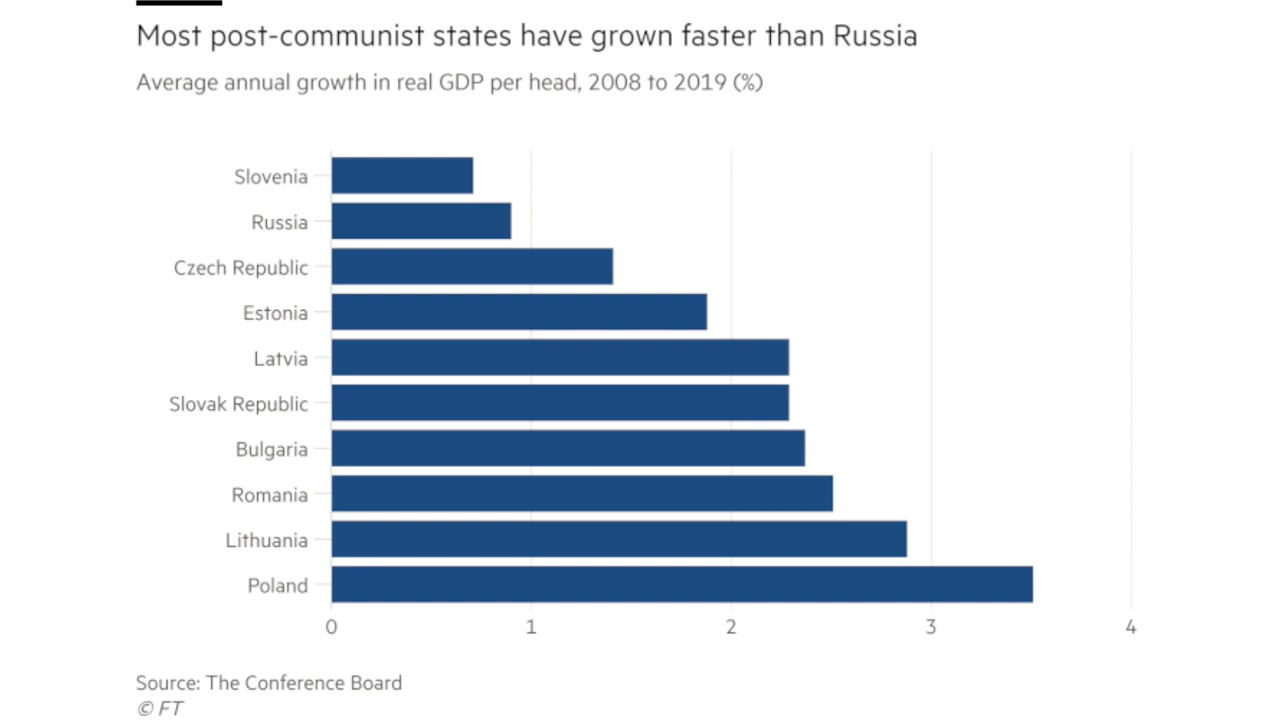 Most post-communist states have grown faster than Russia
Average annual growth in real GDP per head, 2008 to 2019 (%)
Slovenia
Russia
Czech Republic
Estonia
Latvia
Slovak Republic
Bulgaria
Romania
Lithuania
Poland
0 1 2 3 4
Source: The Conference Board
© FT